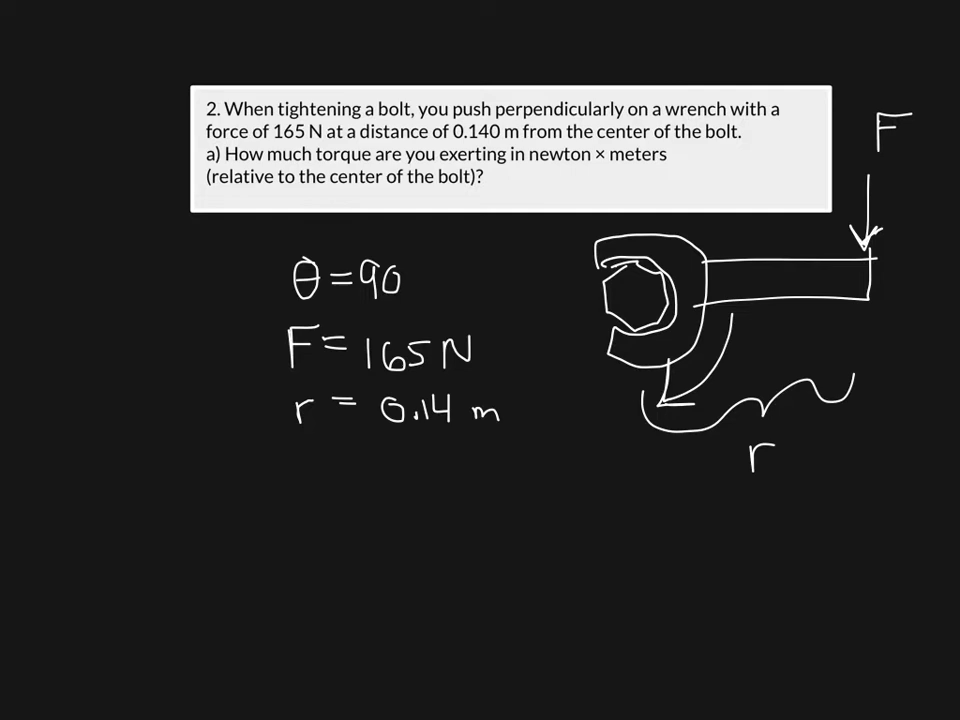 2. When tightening a bolt, you push perpendicularly on a wrench with a
force of 165 N at a distance of 0.140 m from the center of the bolt.
a) How much torque are you exerting in newton × meters
(relative to the center of the bolt)?
F
θ = 90
F = 165 N
r = 0.14 m
r